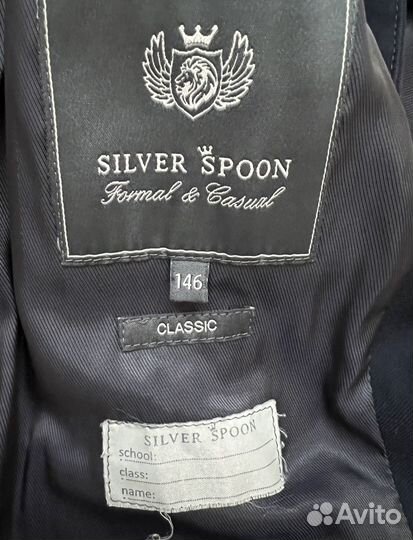 SILVER SPOON
Formal & Casual
146
CLASSIC
SILVER SPOON
school:
class:
name:
Avito